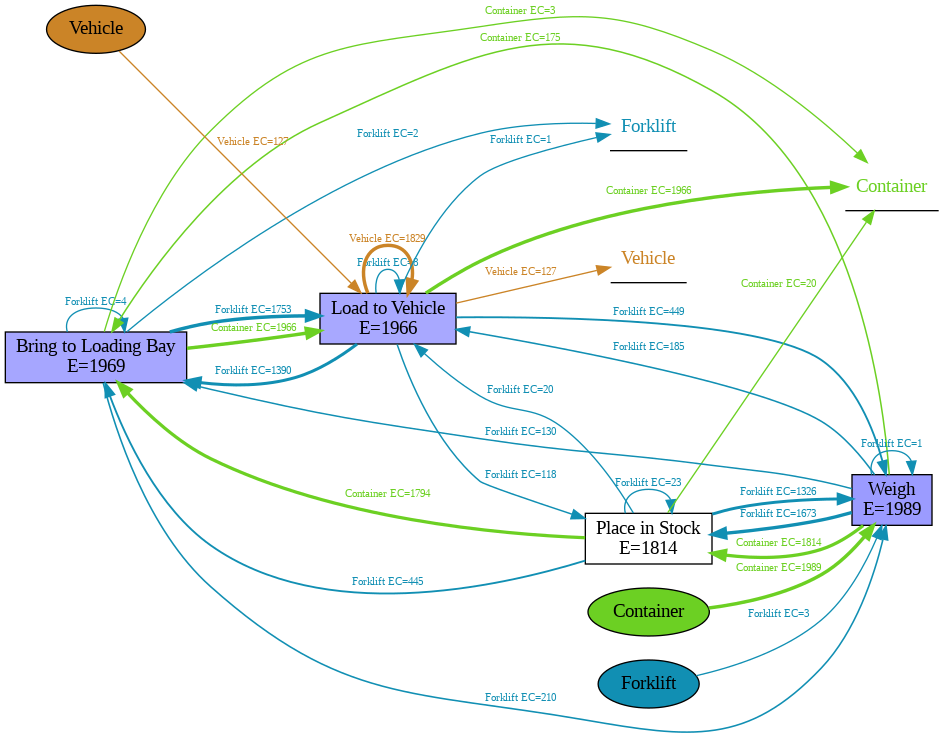 Container EC=3
Vehicle
Container EC=175
Forklift EC=2
Forklift
Vehicle EC=127
Forklift EC=1
Container
Container EC=1966
Vehicle EC=1829
Vehicle
Forklift EC=8
Vehicle EC=127
Container EC=20
Forklift EC=4
Forklift EC=1753
Load to Vehicle
E=1966
Forklift EC=449
Container EC=1966
Bring to Loading Bay
E=1969
Forklift EC=1390
Forklift EC=185
Forklift EC=20
Forklift EC=130
Forklift EC=1
Forklift EC=118
Forklift EC=23
Container EC=1794
Forklift EC=1326
Weigh
E=1989
Forklift EC=1673
Place in Stock
E=1814
Container EC=1814
Container EC=1989
Forklift EC=445
Container
Forklift EC=3
Forklift
Forklift EC=210